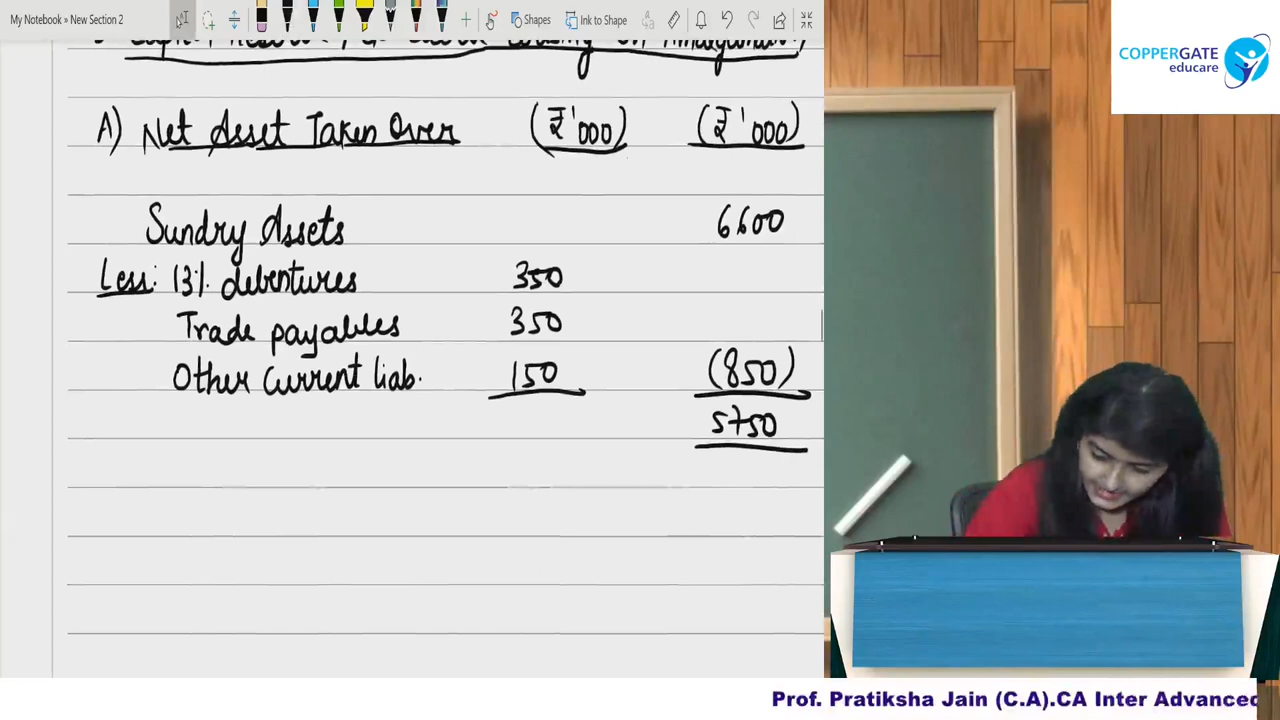 My Notebook » New Section 2
Shapes
Ink to Shape
COPPERGATE
educare
on Amalgamation
A) Net Asset Taken Over (₹'000) (₹'000)
Sundry Assets 6600
Less: 13% debentures 350
Trade payables 350
Other current liab. 150 (850)
5750
Prof. Pratiksha Jain (C.A).CA Inter Advanced